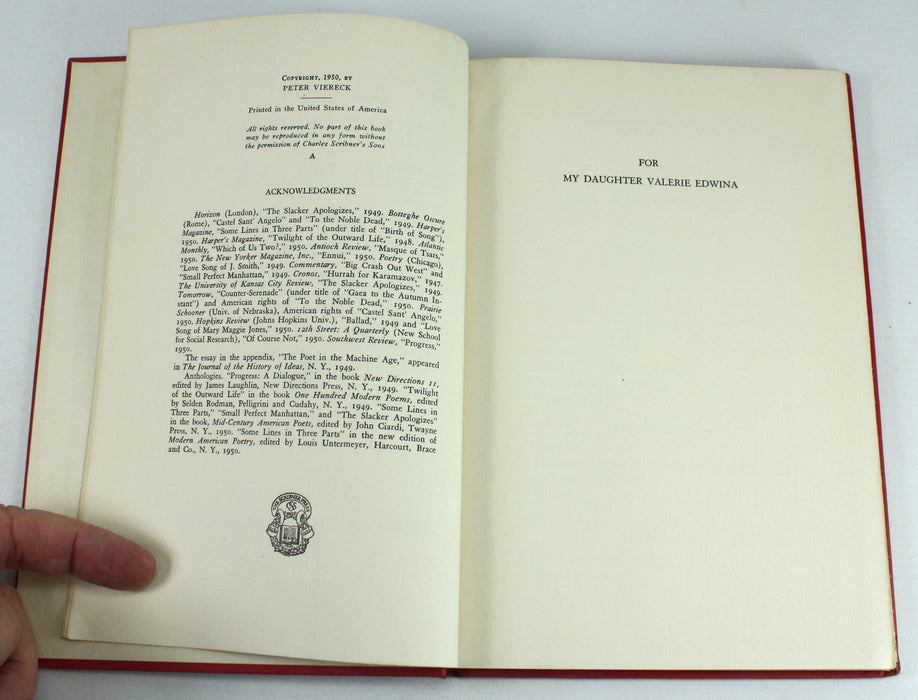 COPYRIGHT, 1950, BY
PETER VIERECK
Printed in the United States of America
All rights reserved. No part of this book
may be reproduced in any form without
the permission of Charles Scribner's Sons
A
ACKNOWLEDGMENTS
Horizon (London), "The Slacker Apologizes," 1949. Botteghe Oscure
(Rome), "Castel Sant' Angelo" and "To the Noble Dead," 1949. Harper's
Magazine, "Some Lines in Three Parts" (under title of "Birth of Song"),
1950. Harper's Magazine, "Twilight of the Outward Life," 1948. Atlantic
Monthly, "Which of Us Two?," 1950. Antioch Review, "Masque of Tsars,"
1950. The New Yorker Magazine, Inc., "Ennui," 1950. Poetry (Chicago),
"Love Song of J. Smith," 1949. Commentary, "Big Crash Out West" and
"Small Perfect Manhattan," 1949. Cronos, "Hurrah for Karamazov," 1947.
The University of Kansas City Review, "The Slacker Apologizes," 1949.
Tomorrow, "Counter-Serenade" (under title of "Gaea to the Autumn In-
stant") and American rights of "To the Noble Dead," 1950. Prairie
Schooner (Univ. of Nebraska), American rights of "Castel Sant' Angelo,"
1950. Hopkins Review (Johns Hopkins Univ.), "Ballad," 1949 and "Love
Song of Mary Maggie Jones," 1950. 12th Street: A Quarterly (New School
for Social Research), "Of Course Not," 1950. Southwest Review, "Progress,"
1950.
The essay in the appendix, "The Poet in the Machine Age," appeared
in The Journal of the History of Ideas, N. Y., 1949.
Anthologies. "Progress: A Dialogue," in the book New Directions 11,
edited by James Laughlin, New Directions Press, N. Y., 1949. "Twilight
of the Outward Life" in the book One Hundred Modern Poems, edited
by Selden Rodman, Pelligrini and Cudahy, N. Y., 1949. "Some Lines in
Three Parts," "Small Perfect Manhattan," and "The Slacker Apologizes"
in the book, Mid-Century American Poets, edited by John Ciardi, Twayne
Press, N. Y., 1950. "Some Lines in Three Parts" in the new edition of
Modern American Poetry, edited by Louis Untermeyer, Harcourt, Brace
and Co., N. Y., 1950.
THE SCRIBNER PRESS
FOR
MY DAUGHTER VALERIE EDWINA